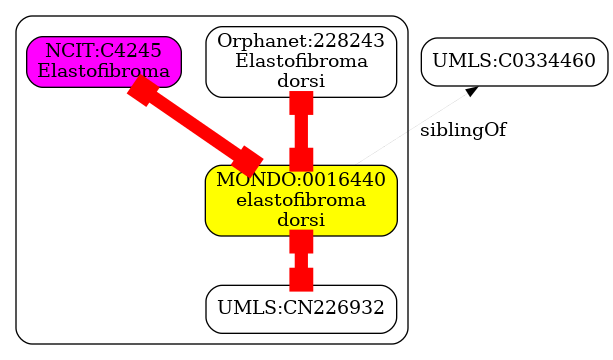 NCIT:C4245
Elastofibroma
Orphanet:228243
Elastofibroma
dorsi
UMLS:C0334460
siblingOf
MONDO:0016440
elastofibroma
dorsi
UMLS:CN226932